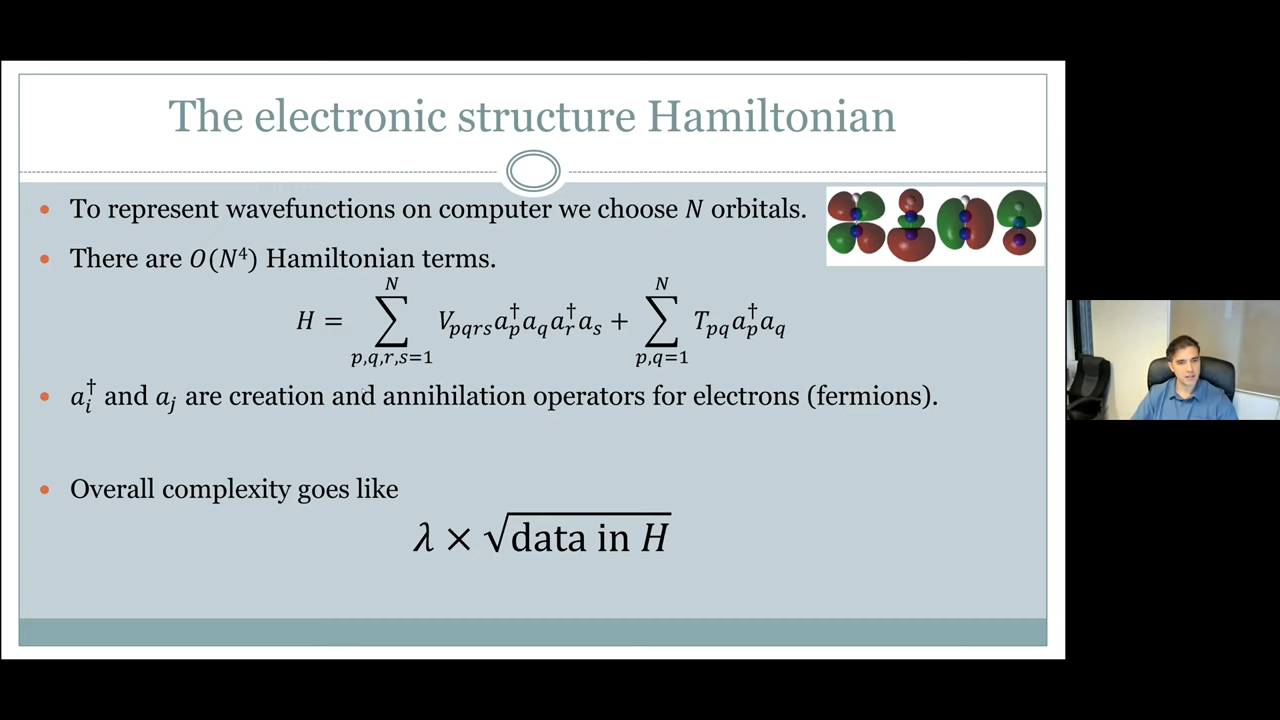 The electronic structure Hamiltonian
• To represent wavefunctions on computer we choose N orbitals.
• There are O(N⁴) Hamiltonian terms.
H = ∑_{p,q,r,s=1}^{N} V_{pqrs} a_p^† a_q a_r^† a_s + ∑_{p,q=1}^{N} T_{pq} a_p^† a_q
• a_i^† and a_j are creation and annihilation operators for electrons (fermions).
• Overall complexity goes like
λ × √(data in H)